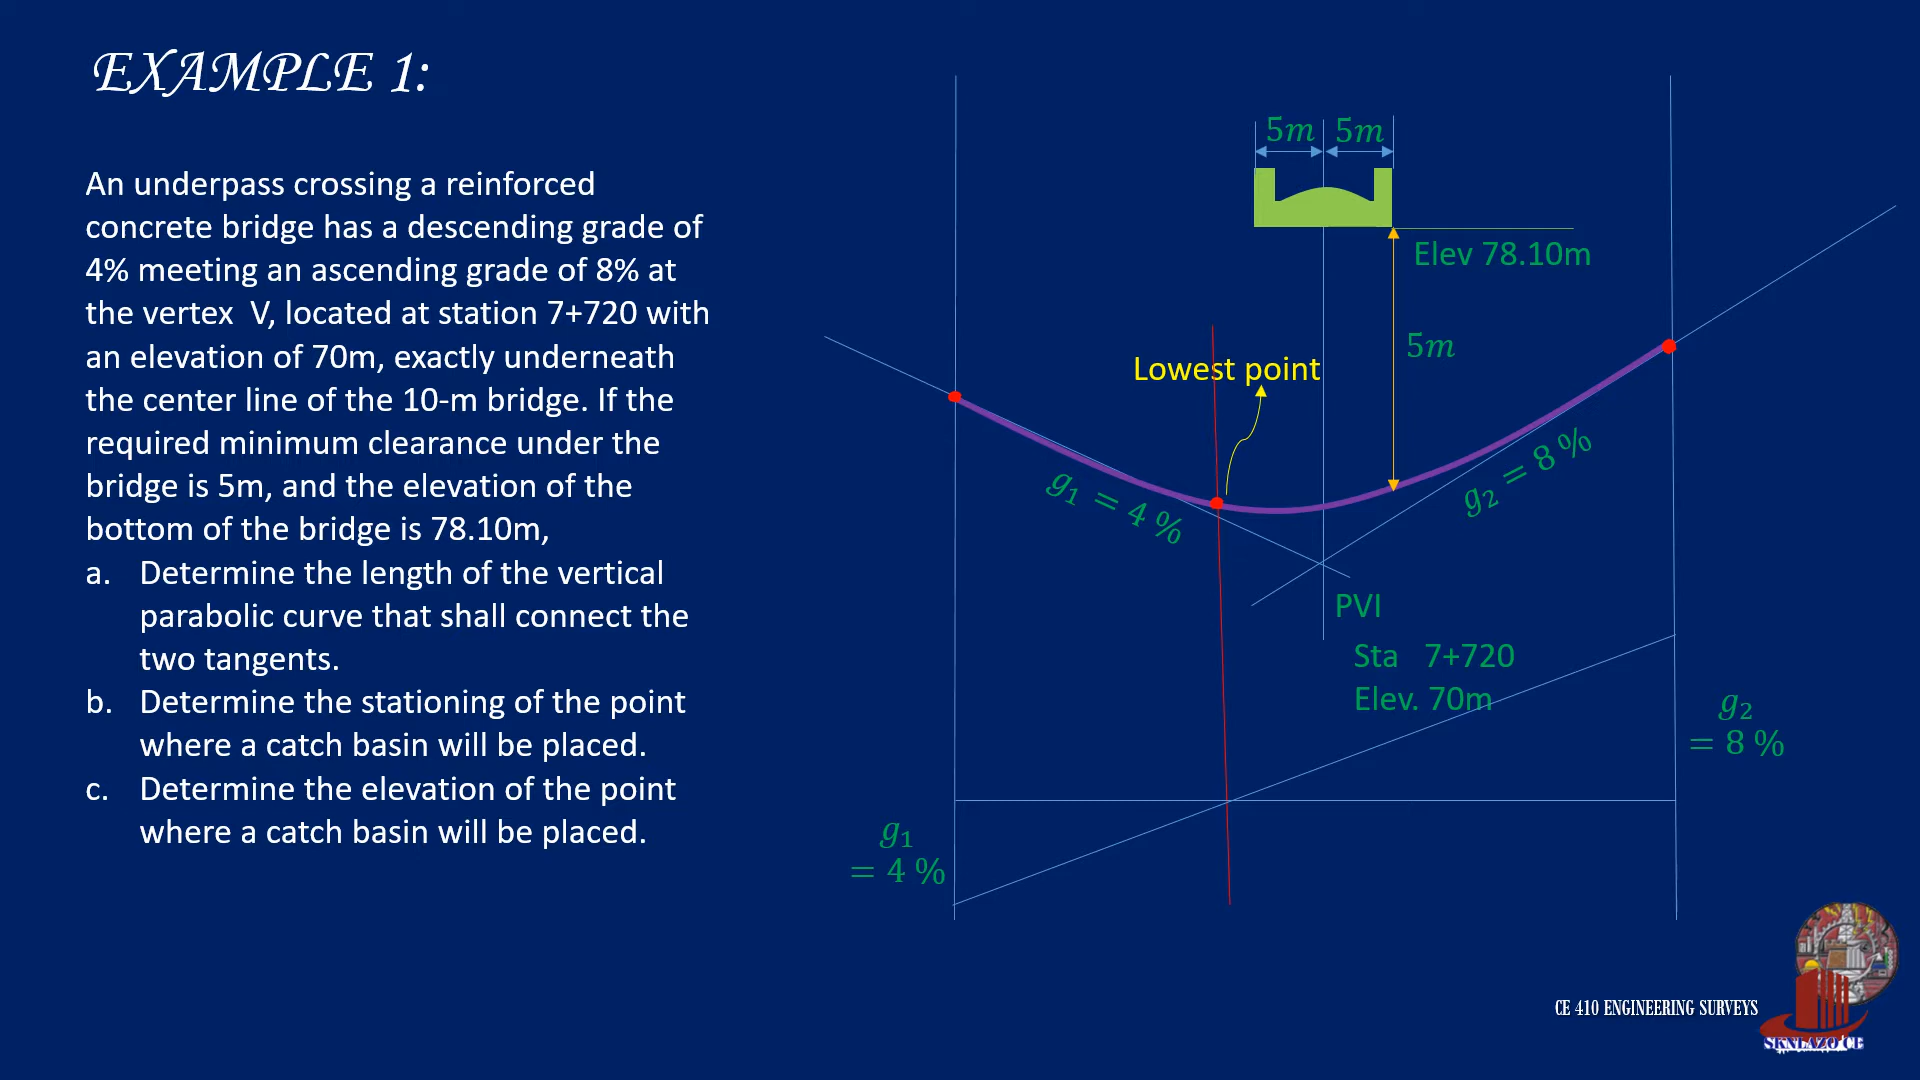 EXAMPLE 1:
An underpass crossing a reinforced
concrete bridge has a descending grade of
4% meeting an ascending grade of 8% at
the vertex V, located at station 7+720 with
an elevation of 70m, exactly underneath
the center line of the 10-m bridge. If the
required minimum clearance under the
bridge is 5m, and the elevation of the
bottom of the bridge is 78.10m,
a. Determine the length of the vertical
parabolic curve that shall connect the
two tangents.
b. Determine the stationing of the point
where a catch basin will be placed.
c. Determine the elevation of the point
where a catch basin will be placed.
5m 5m
Elev 78.10m
5m
Lowest point
g₁ = 4 %
g₂ = 8 %
PVI
Sta 7+720
Elev. 70m
g₂
= 8 %
g₁
= 4 %
CE 410 ENGINEERING SURVEYS
SKNLAZO CE